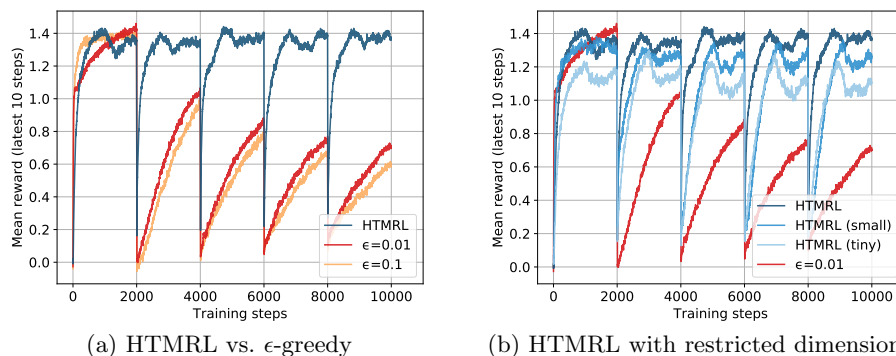 1.4
1.2
1.0
0.8
0.6
0.4
0.2
0.0
Mean reward (latest 10 steps)
0 2000 4000 6000 8000 10000
Training steps
HTMRL
ϵ=0.01
ϵ=0.1
(a) HTMRL vs. ϵ-greedy
1.4
1.2
1.0
0.8
0.6
0.4
0.2
0.0
Mean reward (latest 10 steps)
0 2000 4000 6000 8000 10000
Training steps
HTMRL
HTMRL (small)
HTMRL (tiny)
ϵ=0.01
(b) HTMRL with restricted dimension